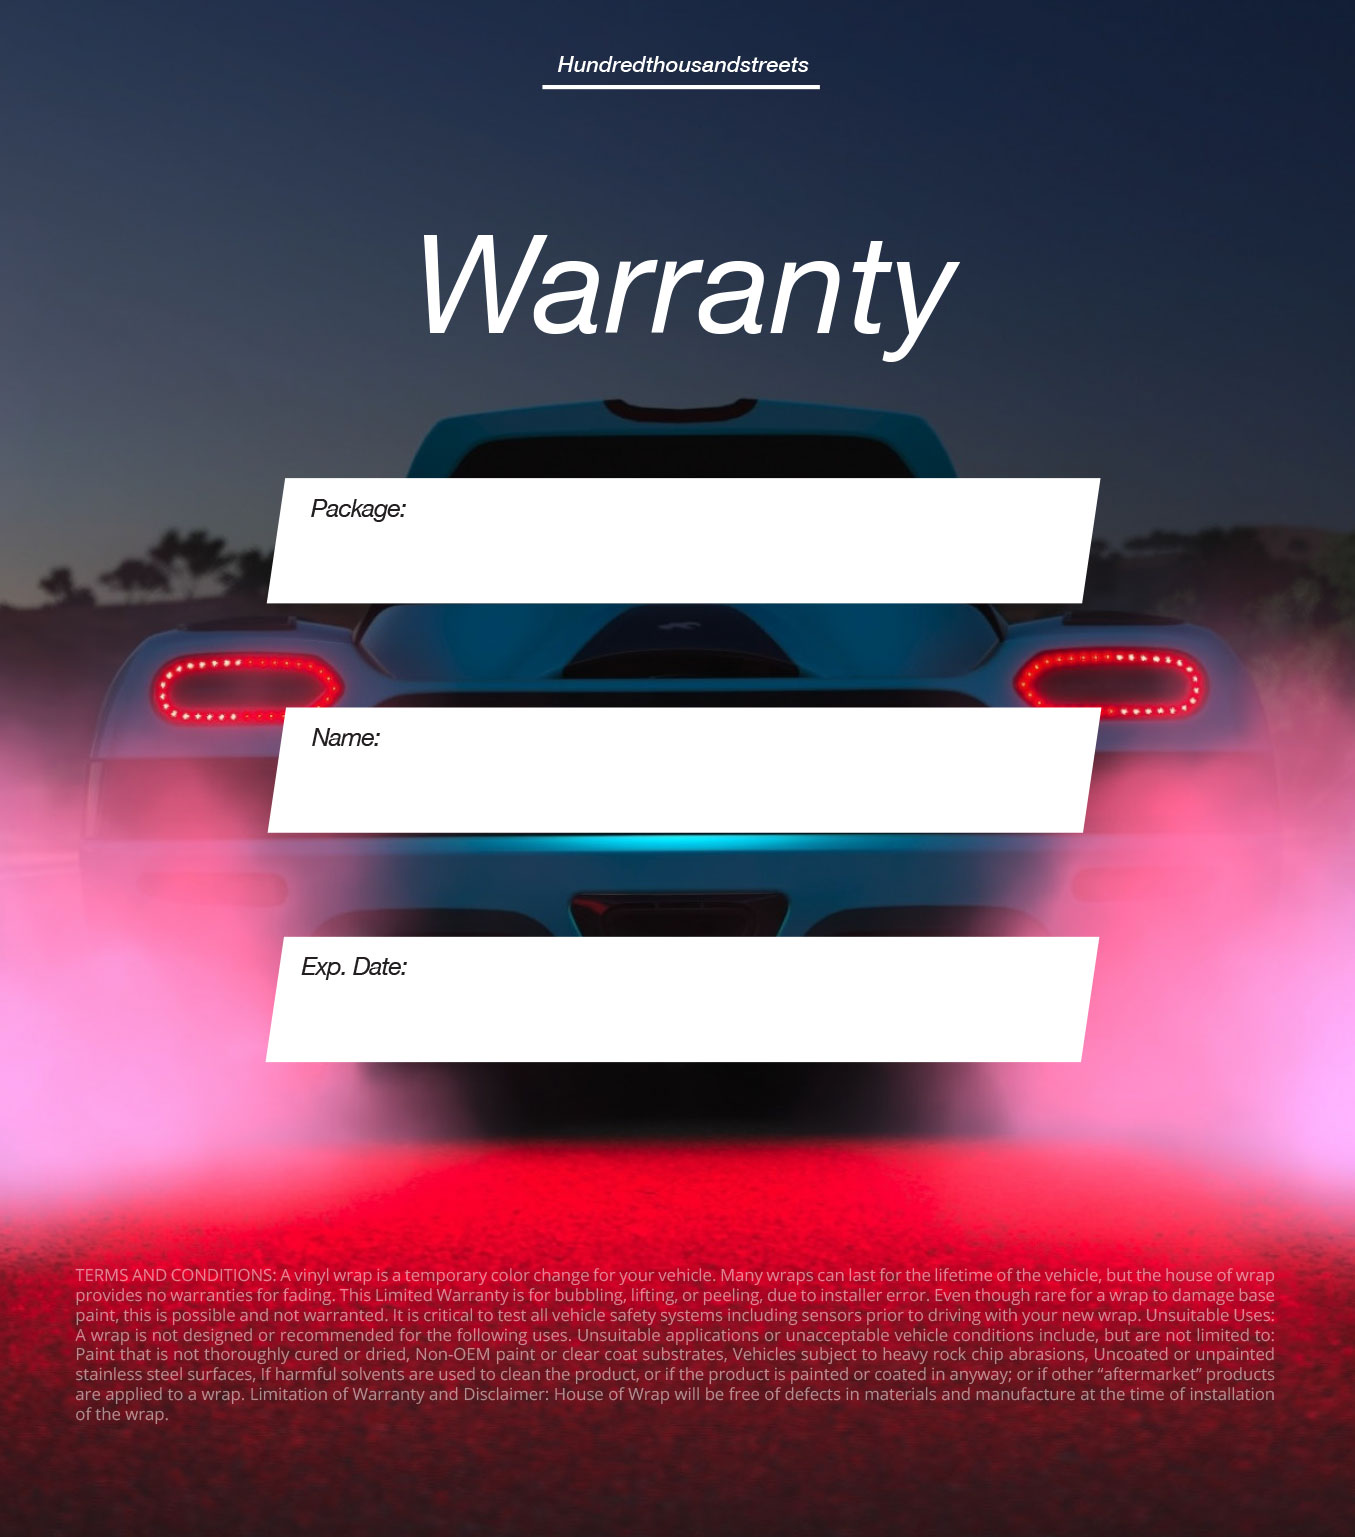 Hundredthousandstreets
Warranty
Package:
Name:
Exp. Date:
TERMS AND CONDITIONS: A vinyl wrap is a temporary color change for your vehicle. Many wraps can last for the lifetime of the vehicle, but the house of wrap
provides no warranties for fading. This Limited Warranty is for bubbling, lifting, or peeling, due to installer error. Even though rare for a wrap to damage base
paint, this is possible and not warranted. It is critical to test all vehicle safety systems including sensors prior to driving with your new wrap. Unsuitable Uses:
A wrap is not designed or recommended for the following uses. Unsuitable applications or unacceptable vehicle conditions include, but are not limited to:
Paint that is not thoroughly cured or dried, Non-OEM paint or clear coat substrates, Vehicles subject to heavy rock chip abrasions, Uncoated or unpainted
stainless steel surfaces, If harmful solvents are used to clean the product, or if the product is painted or coated in anyway; or if other “aftermarket” products
are applied to a wrap. Limitation of Warranty and Disclaimer: House of Wrap will be free of defects in materials and manufacture at the time of installation
of the wrap.